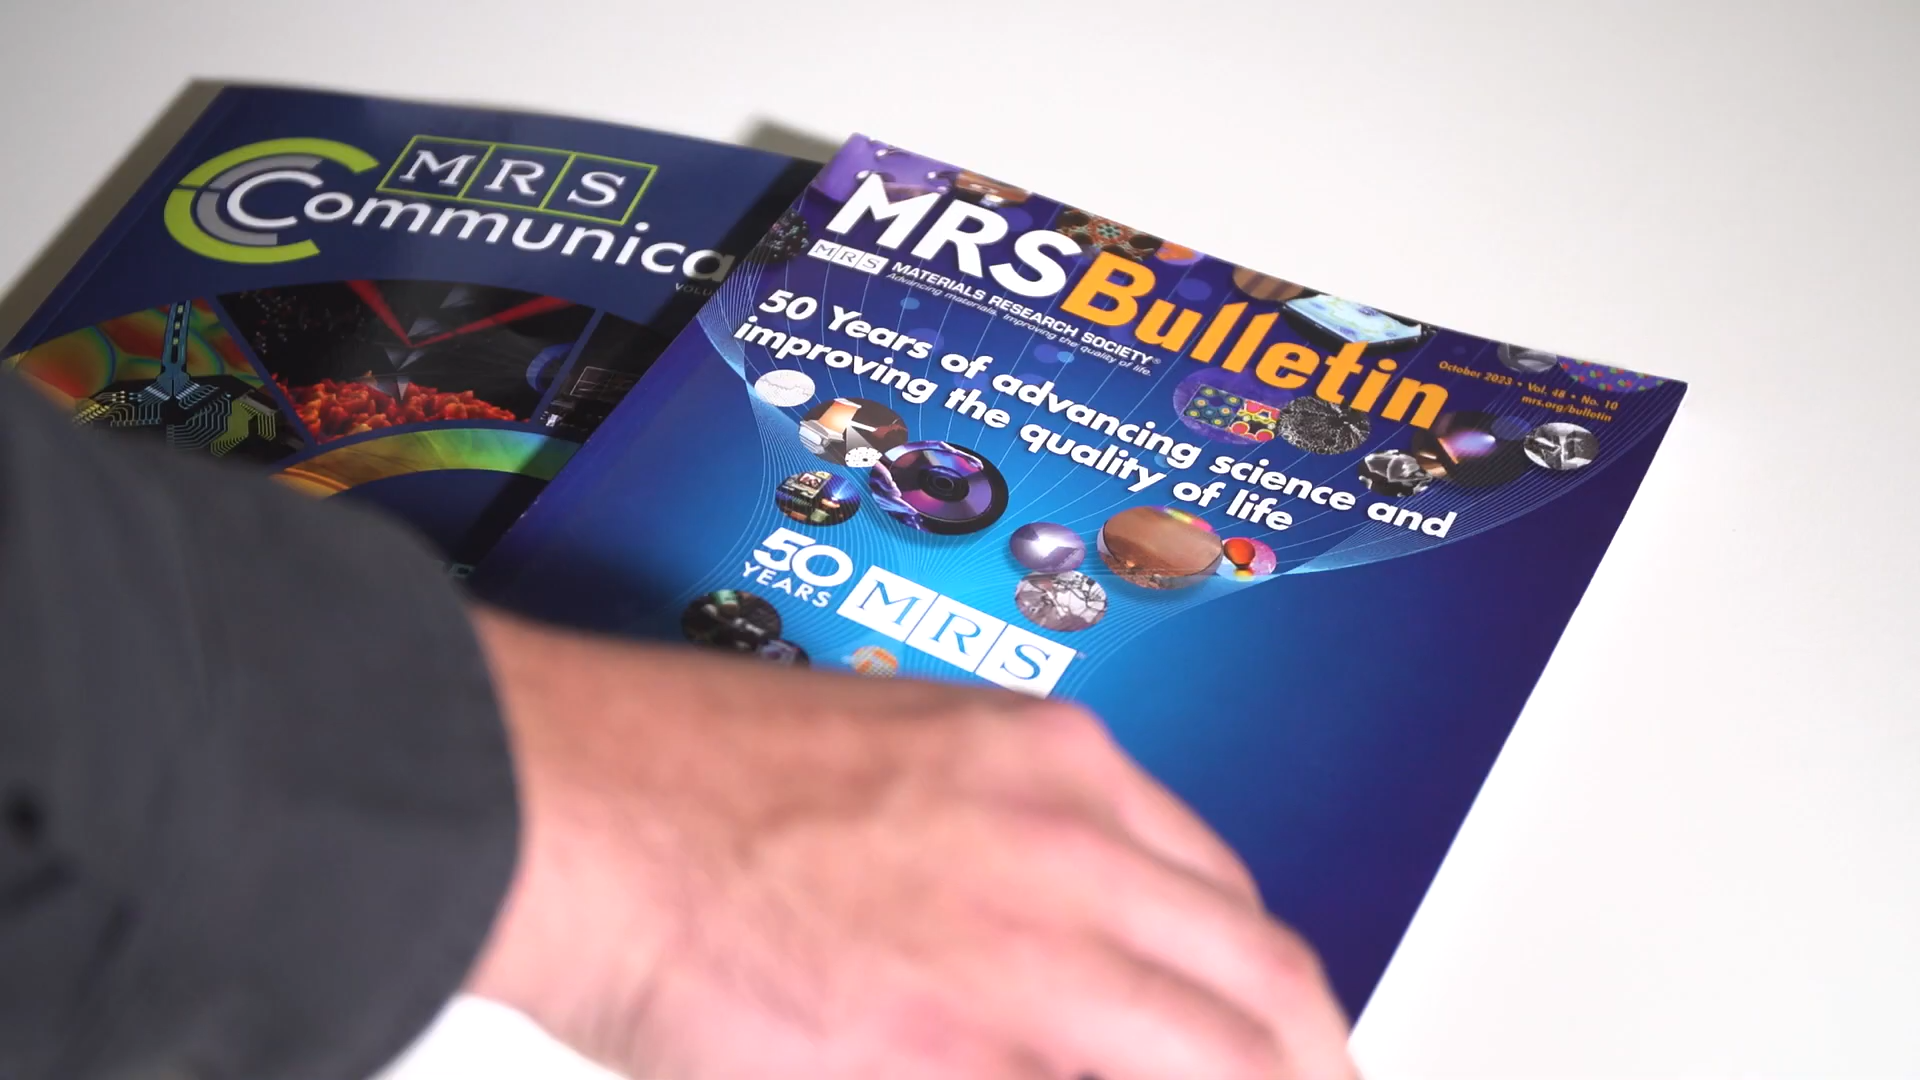 MRS
Communica
MRS Bulletin
MRS MATERIALS RESEARCH SOCIETY®
Advancing materials. Improving the quality of life.
October 2023 • Vol. 48 • No. 10
mrs.org/bulletin
50 Years of advancing science and
improving the quality of life
50
YEARS
MRS